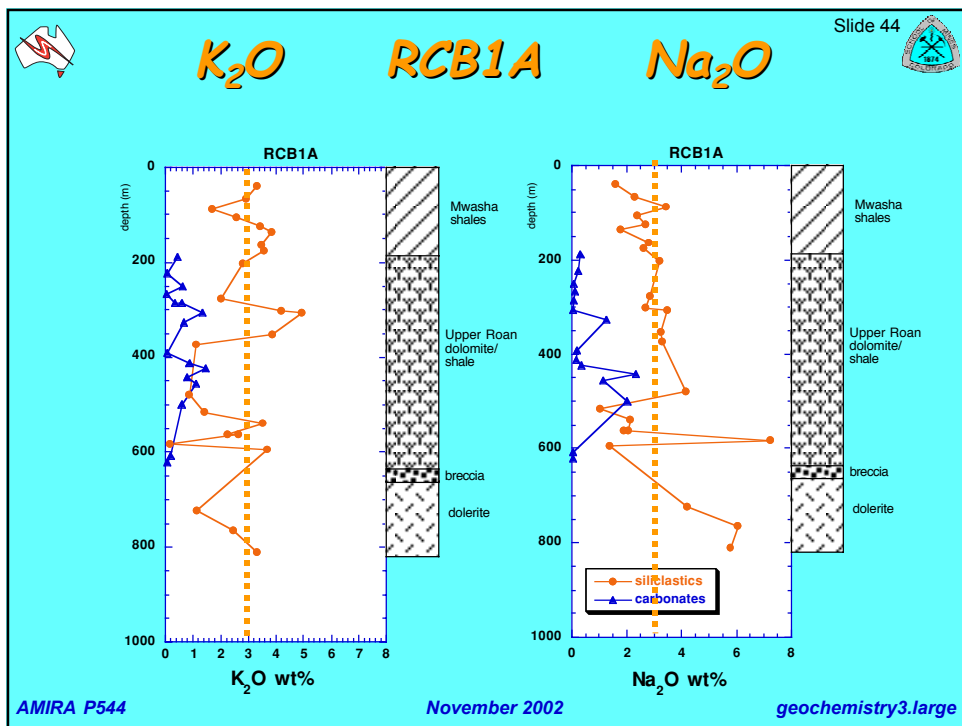 Slide 44
K2O RCB1A Na2O
RCB1A
0
200
400
600
800
1000
depth (m)
0 1 2 3 4 5 6 7 8
K2O wt%
Mwasha
shales
Upper Roan
dolomite/
shale
breccia
dolerite
RCB1A
0
200
400
600
800
1000
depth (m)
0 2 4 6 8
Na2O wt%
siliclastics
carbonates
Mwasha
shales
Upper Roan
dolomite/
shale
breccia
dolerite
1874
COLORADO
AMIRA P544 November 2002 geochemistry3.large